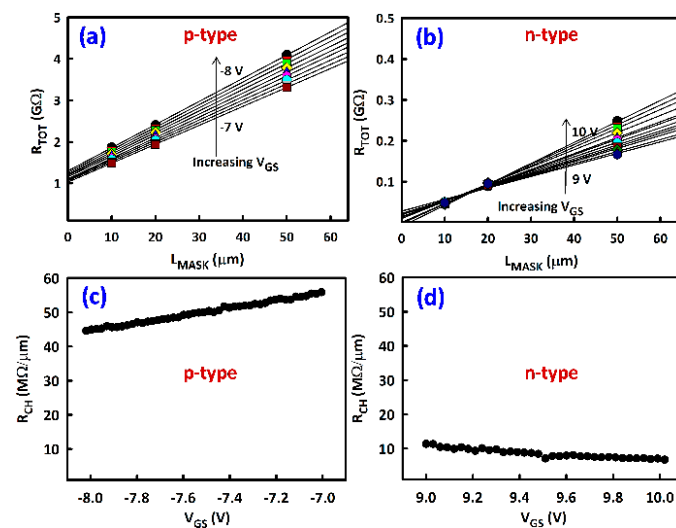 (a)
p-type
R_TOT (GΩ)
5
4
3
2
1
-8 V
-7 V
Increasing V_GS
0
10
20
30
40
50
60
L_MASK (μm)
(b)
n-type
R_TOT (GΩ)
0.5
0.4
0.3
0.2
0.1
0
10 V
9 V
Increasing V_GS
0
10
20
30
40
50
60
L_MASK (μm)
(c)
p-type
R_CH (MΩ/μm)
60
50
40
30
20
10
-8.0
-7.8
-7.6
-7.4
-7.2
-7.0
V_GS (V)
(d)
n-type
R_CH (MΩ/μm)
60
50
40
30
20
10
9.0
9.2
9.4
9.6
9.8
10.0
V_GS (V)